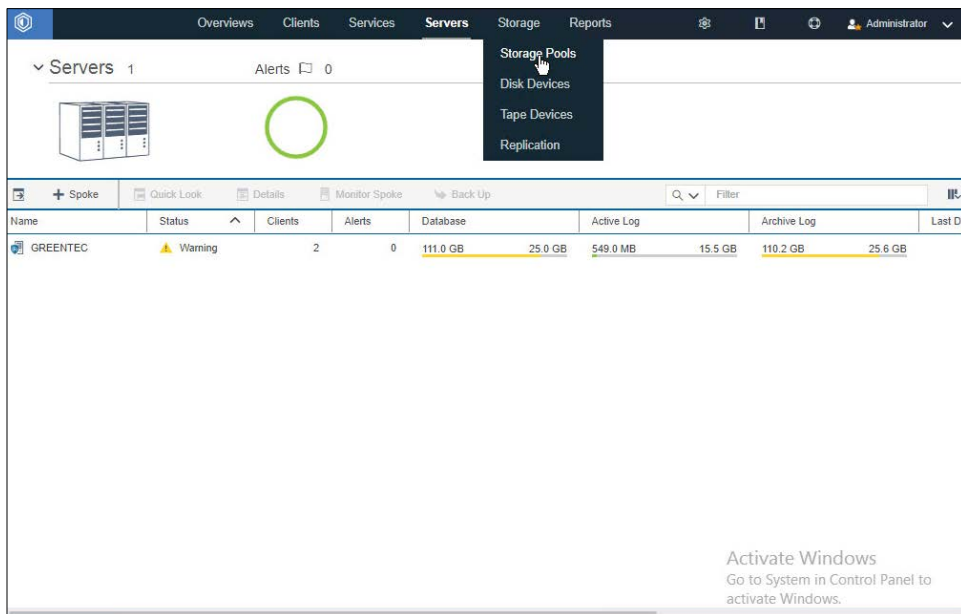 Overviews Clients Services Servers Storage Reports Administrator
Servers 1 Alerts 0
Storage Pools
Disk Devices
Tape Devices
Replication
+ Spoke Quick Look Details Monitor Spoke Back Up Filter
Name Status Clients Alerts Database Active Log Archive Log Last D
GREENTEC Warning 2 0 111.0 GB 25.0 GB 549.0 MB 15.5 GB 110.2 GB 25.6 GB
Activate Windows
Go to System in Control Panel to
activate Windows.